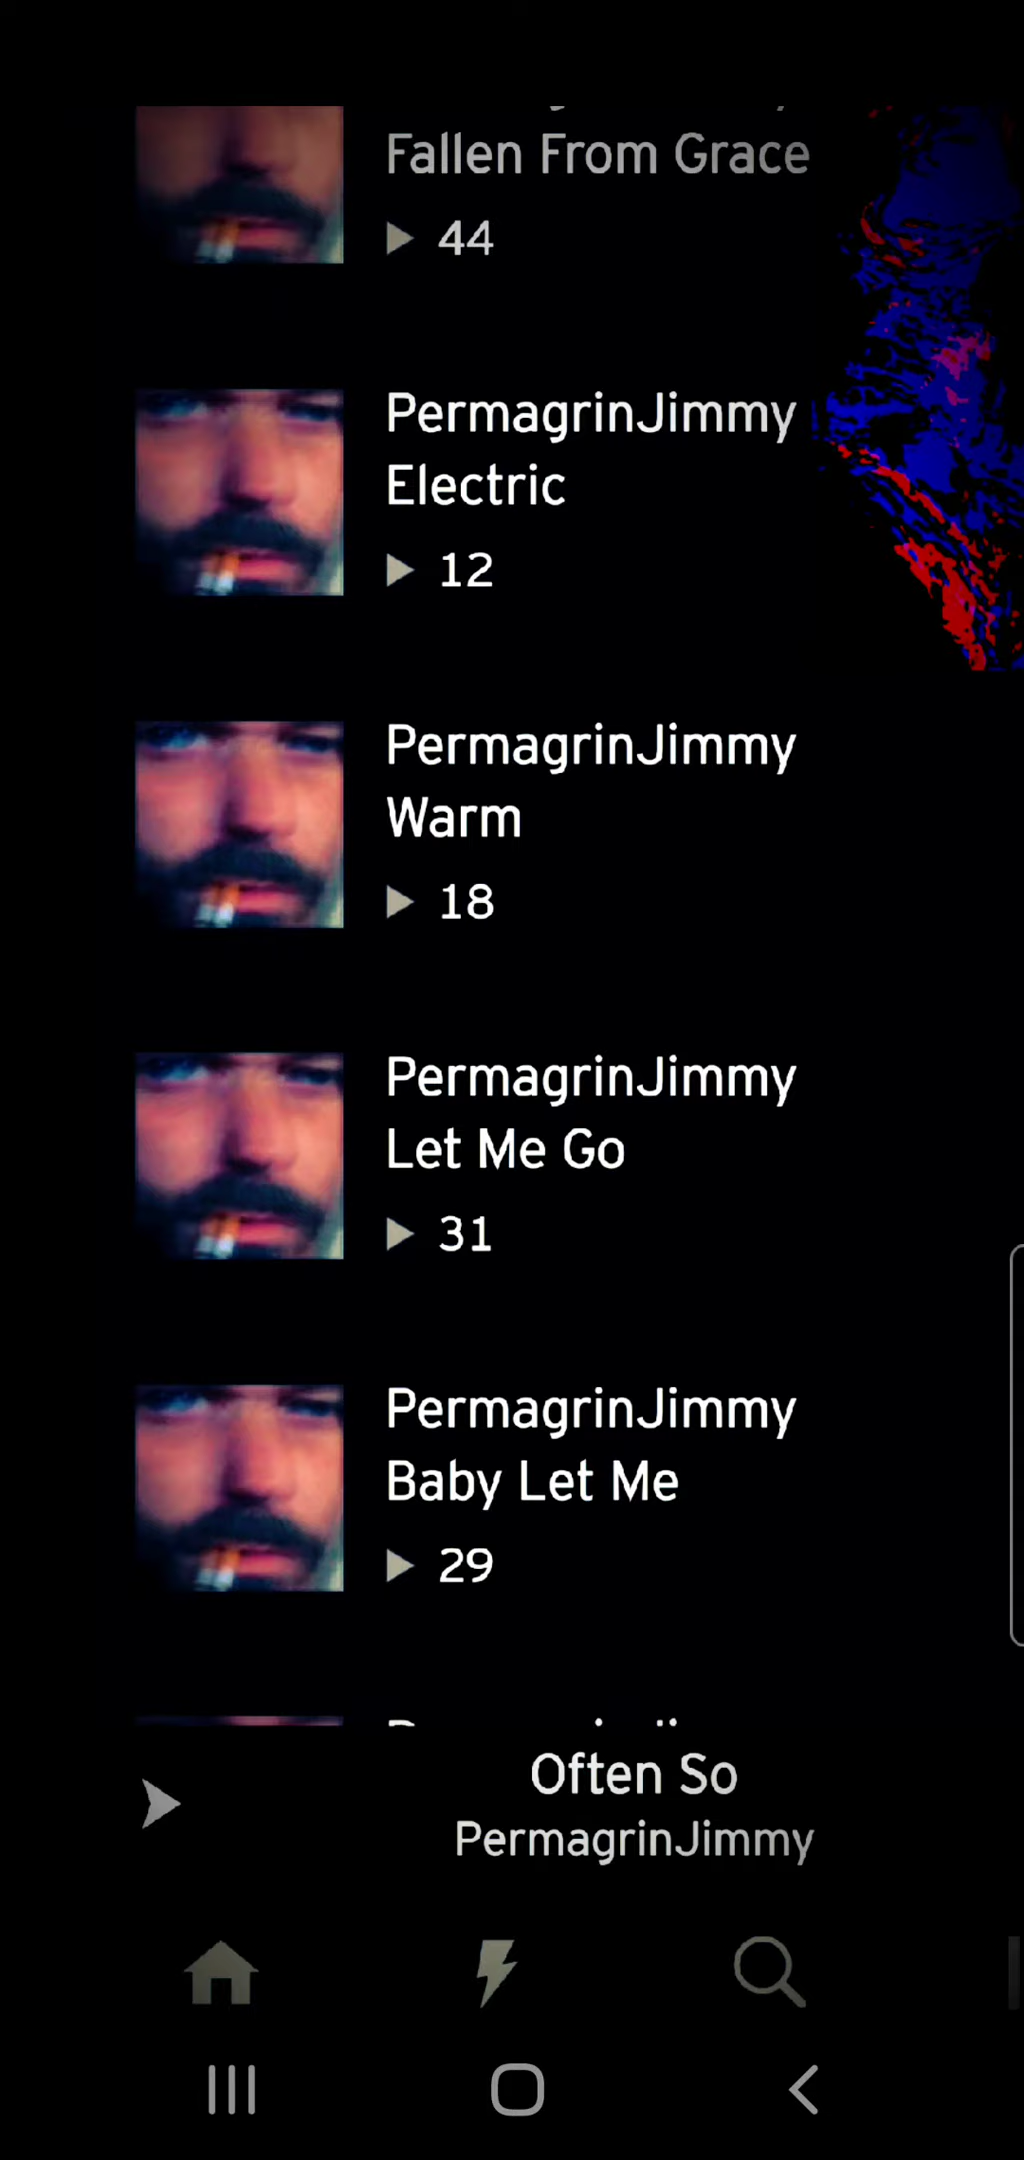 Fallen From Grace
44
PermagrinJimmy
Electric
12
PermagrinJimmy
Warm
18
PermagrinJimmy
Let Me Go
31
PermagrinJimmy
Baby Let Me
29
Often So
PermagrinJimmy